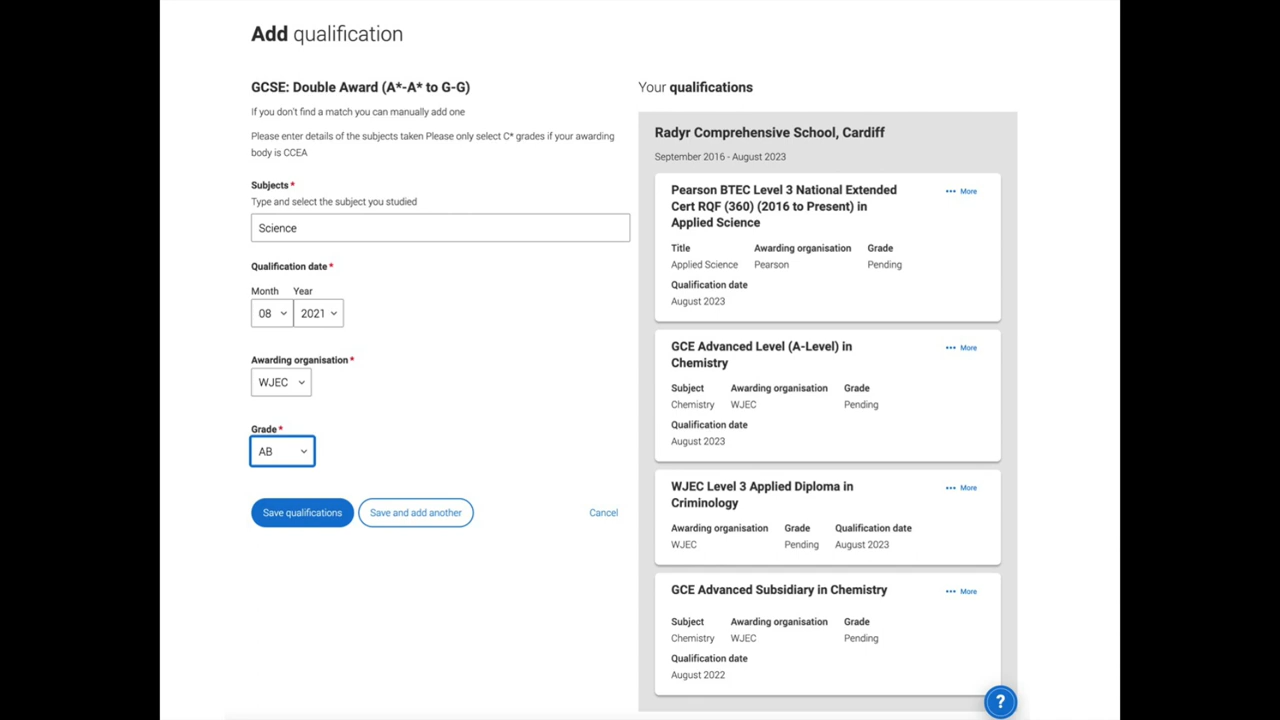 Add qualification
GCSE: Double Award (A*-A* to G-G)
If you don't find a match you can manually add one
Please enter details of the subjects taken Please only select C* grades if your awarding
body is CCEA
Subjects *
Type and select the subject you studied
Science
Qualification date *
Month Year
08 2021
Awarding organisation *
WJEC
Grade *
AB
Save qualifications Save and add another Cancel
Your qualifications
Radyr Comprehensive School, Cardiff
September 2016 - August 2023
Pearson BTEC Level 3 National Extended
Cert RQF (360) (2016 to Present) in
Applied Science
••• More
Title Awarding organisation Grade
Applied Science Pearson Pending
Qualification date
August 2023
GCE Advanced Level (A-Level) in
Chemistry
••• More
Subject Awarding organisation Grade
Chemistry WJEC Pending
Qualification date
August 2023
WJEC Level 3 Applied Diploma in
Criminology
••• More
Awarding organisation Grade Qualification date
WJEC Pending August 2023
GCE Advanced Subsidiary in Chemistry
••• More
Subject Awarding organisation Grade
Chemistry WJEC Pending
Qualification date
August 2022
?